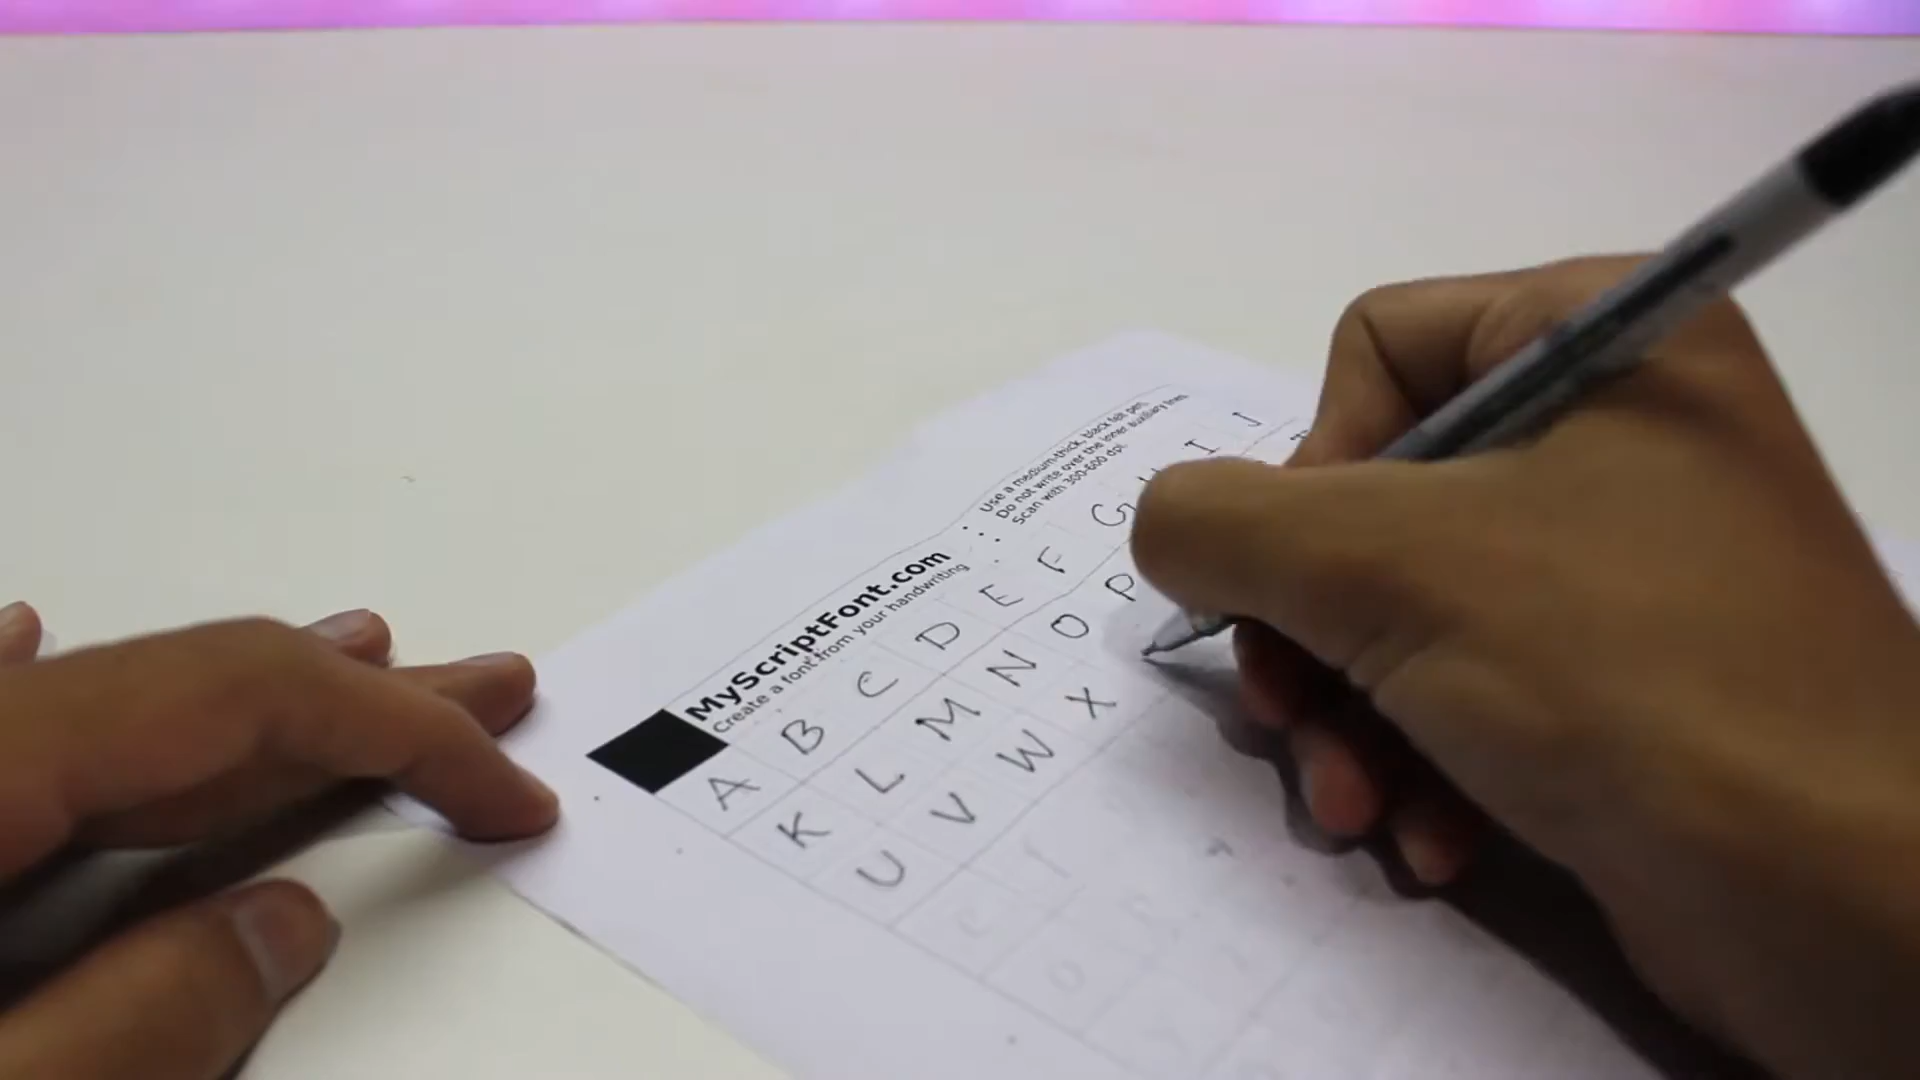 MyScriptFont.com
Create a font from your handwriting
Use a medium-thick, black felt pen
Do not write over the inner auxiliary lines
Scan with 300-600 dpi
A B C D E F G I J
K L M N O P
U V W X